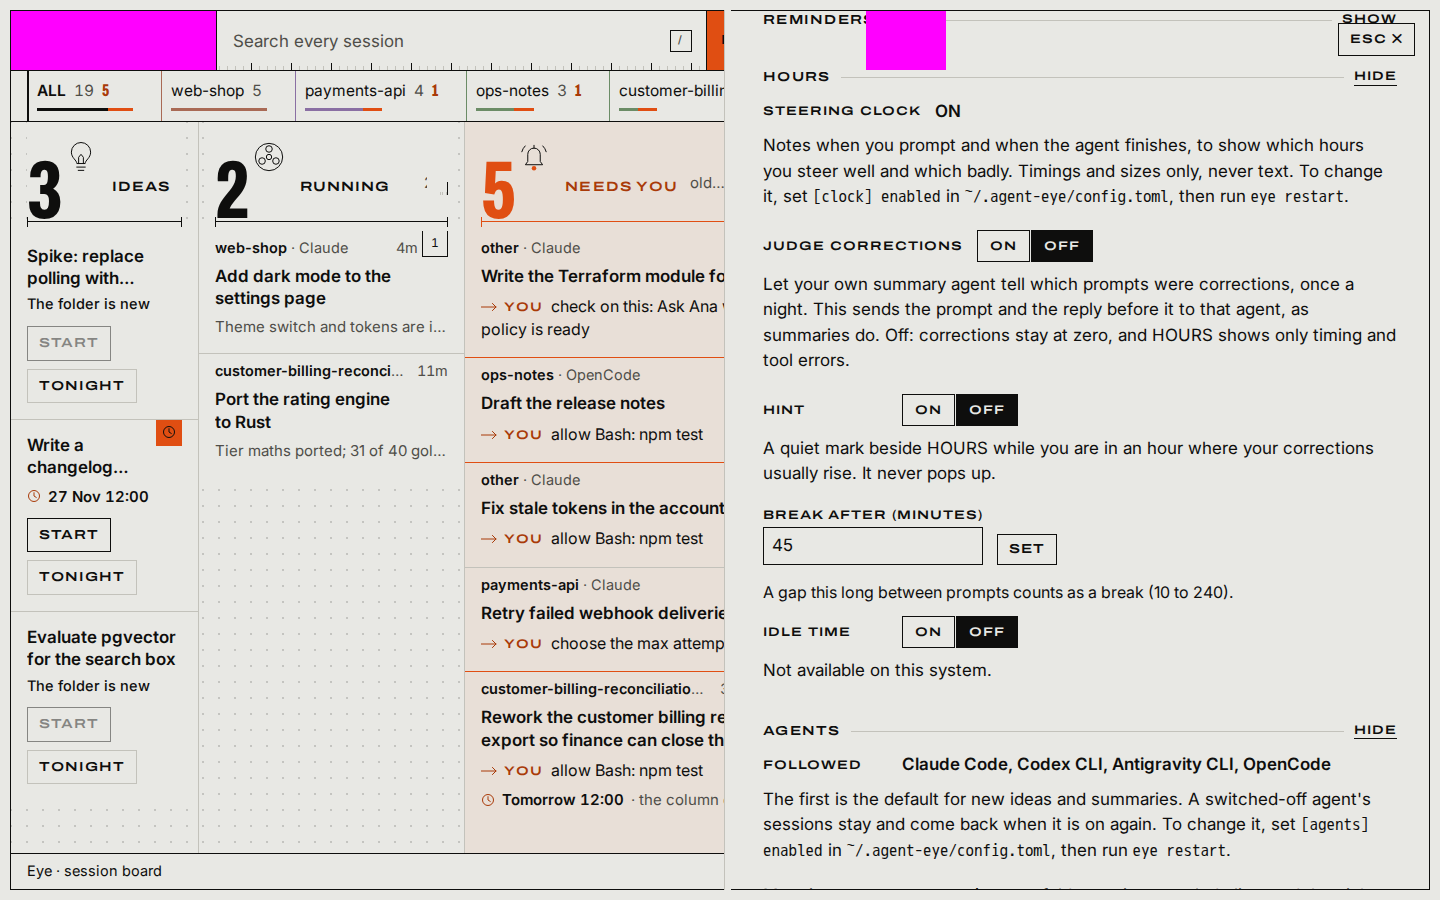 Search every session
/
ALL 19 5
web-shop 5
payments-api 4 1
ops-notes 3 1
customer-billin
3 IDEAS
Spike: replace
polling with...
The folder is new
START
TONIGHT
Write a
changelog...
27 Nov 12:00
START
TONIGHT
Evaluate pgvector
for the search box
The folder is new
START
TONIGHT
2 RUNNING
web-shop · Claude 4m 1
Add dark mode to the
settings page
Theme switch and tokens are i...
customer-billing-reconci... 11m
Port the rating engine
to Rust
Tier maths ported; 31 of 40 gol...
5 NEEDS YOU old...
other · Claude
Write the Terraform module fo
→ YOU check on this: Ask Ana
policy is ready
ops-notes · OpenCode
Draft the release notes
→ YOU allow Bash: npm test
other · Claude
Fix stale tokens in the account
→ YOU allow Bash: npm test
payments-api · Claude
Retry failed webhook deliverie
→ YOU choose the max attemp
customer-billing-reconciliatio...
Rework the customer billing re
export so finance can close th
→ YOU allow Bash: npm test
Tomorrow 12:00 · the column
Eye · session board
REMINDERS SHOW
ESC ✕
HOURS HIDE
STEERING CLOCK ON
Notes when you prompt and when the agent finishes, to show which hours
you steer well and which badly. Timings and sizes only, never text. To change
it, set [clock] enabled in ~/.agent-eye/config.toml, then run eye restart.
JUDGE CORRECTIONS ON OFF
Let your own summary agent tell which prompts were corrections, once a
night. This sends the prompt and the reply before it to that agent, as
summaries do. Off: corrections stay at zero, and HOURS shows only timing and
tool errors.
HINT ON OFF
A quiet mark beside HOURS while you are in an hour where your corrections
usually rise. It never pops up.
BREAK AFTER (MINUTES)
45 SET
A gap this long between prompts counts as a break (10 to 240).
IDLE TIME ON OFF
Not available on this system.
AGENTS HIDE
FOLLOWED Claude Code, Codex CLI, Antigravity CLI, OpenCode
The first is the default for new ideas and summaries. A switched-off agent's
sessions stay and come back when it is on again. To change it, set [agents]
enabled in ~/.agent-eye/config.toml, then run eye restart.